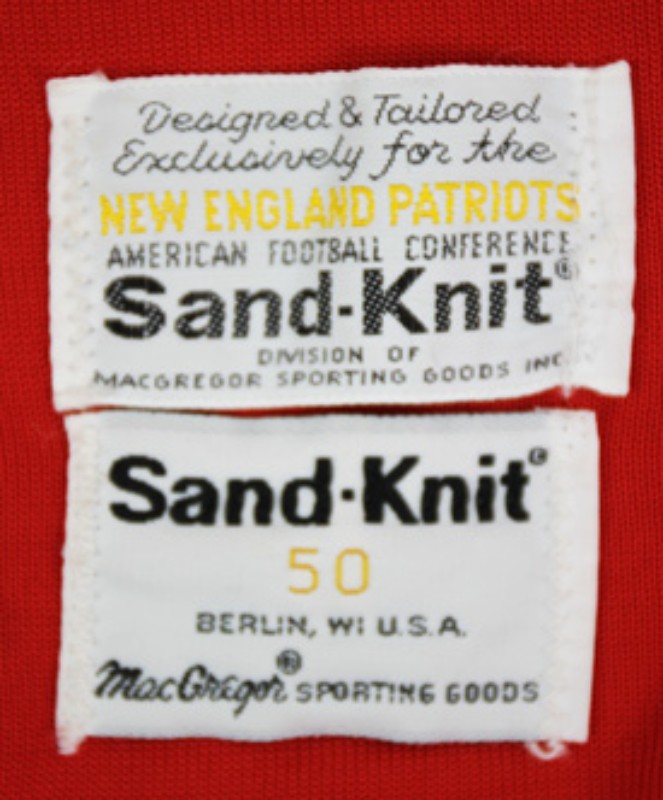 Designed & Tailored
Exclusively for the
NEW ENGLAND PATRIOTS
AMERICAN FOOTBALL CONFERENCE
Sand-Knit®
DIVISION OF
MACGREGOR SPORTING GOODS INC.
Sand-Knit®
50
BERLIN, WI U.S.A.
MacGregor® SPORTING GOODS